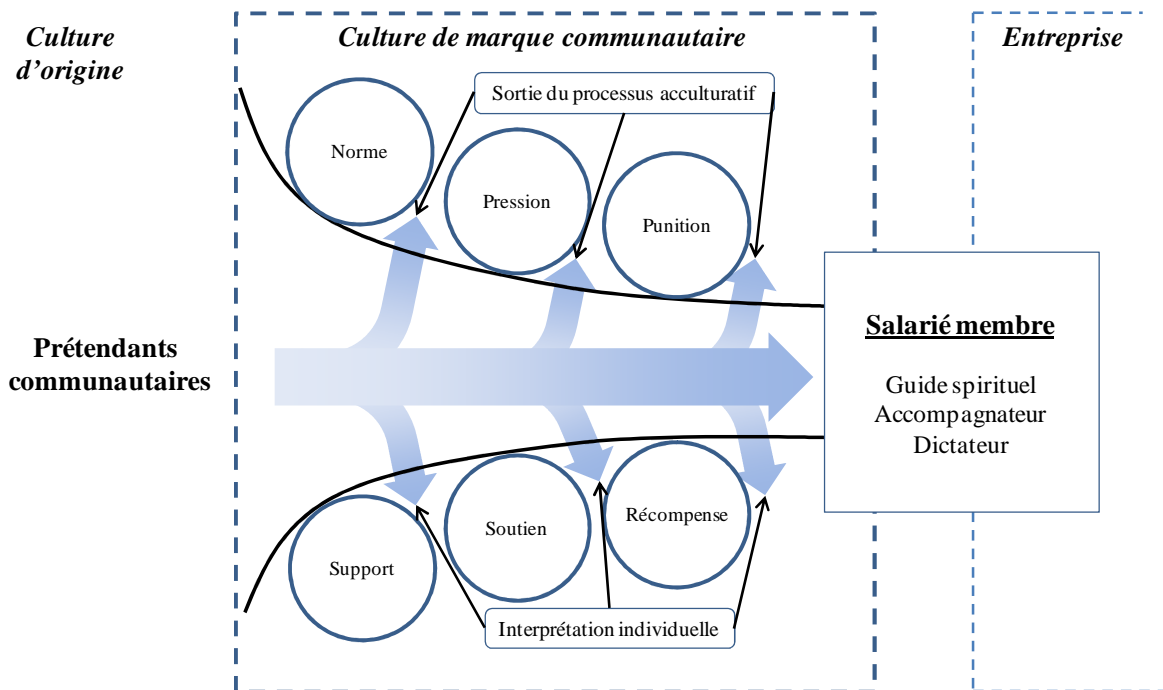 Culture
d’origine
Culture de marque communautaire
Entreprise
Sortie du processus acculturatif
Norme
Pression
Punition
Prétendants
communautaires
Salarié membre
Guide spirituel
Accompagnateur
Dictateur
Support
Soutien
Récompense
Interprétation individuelle